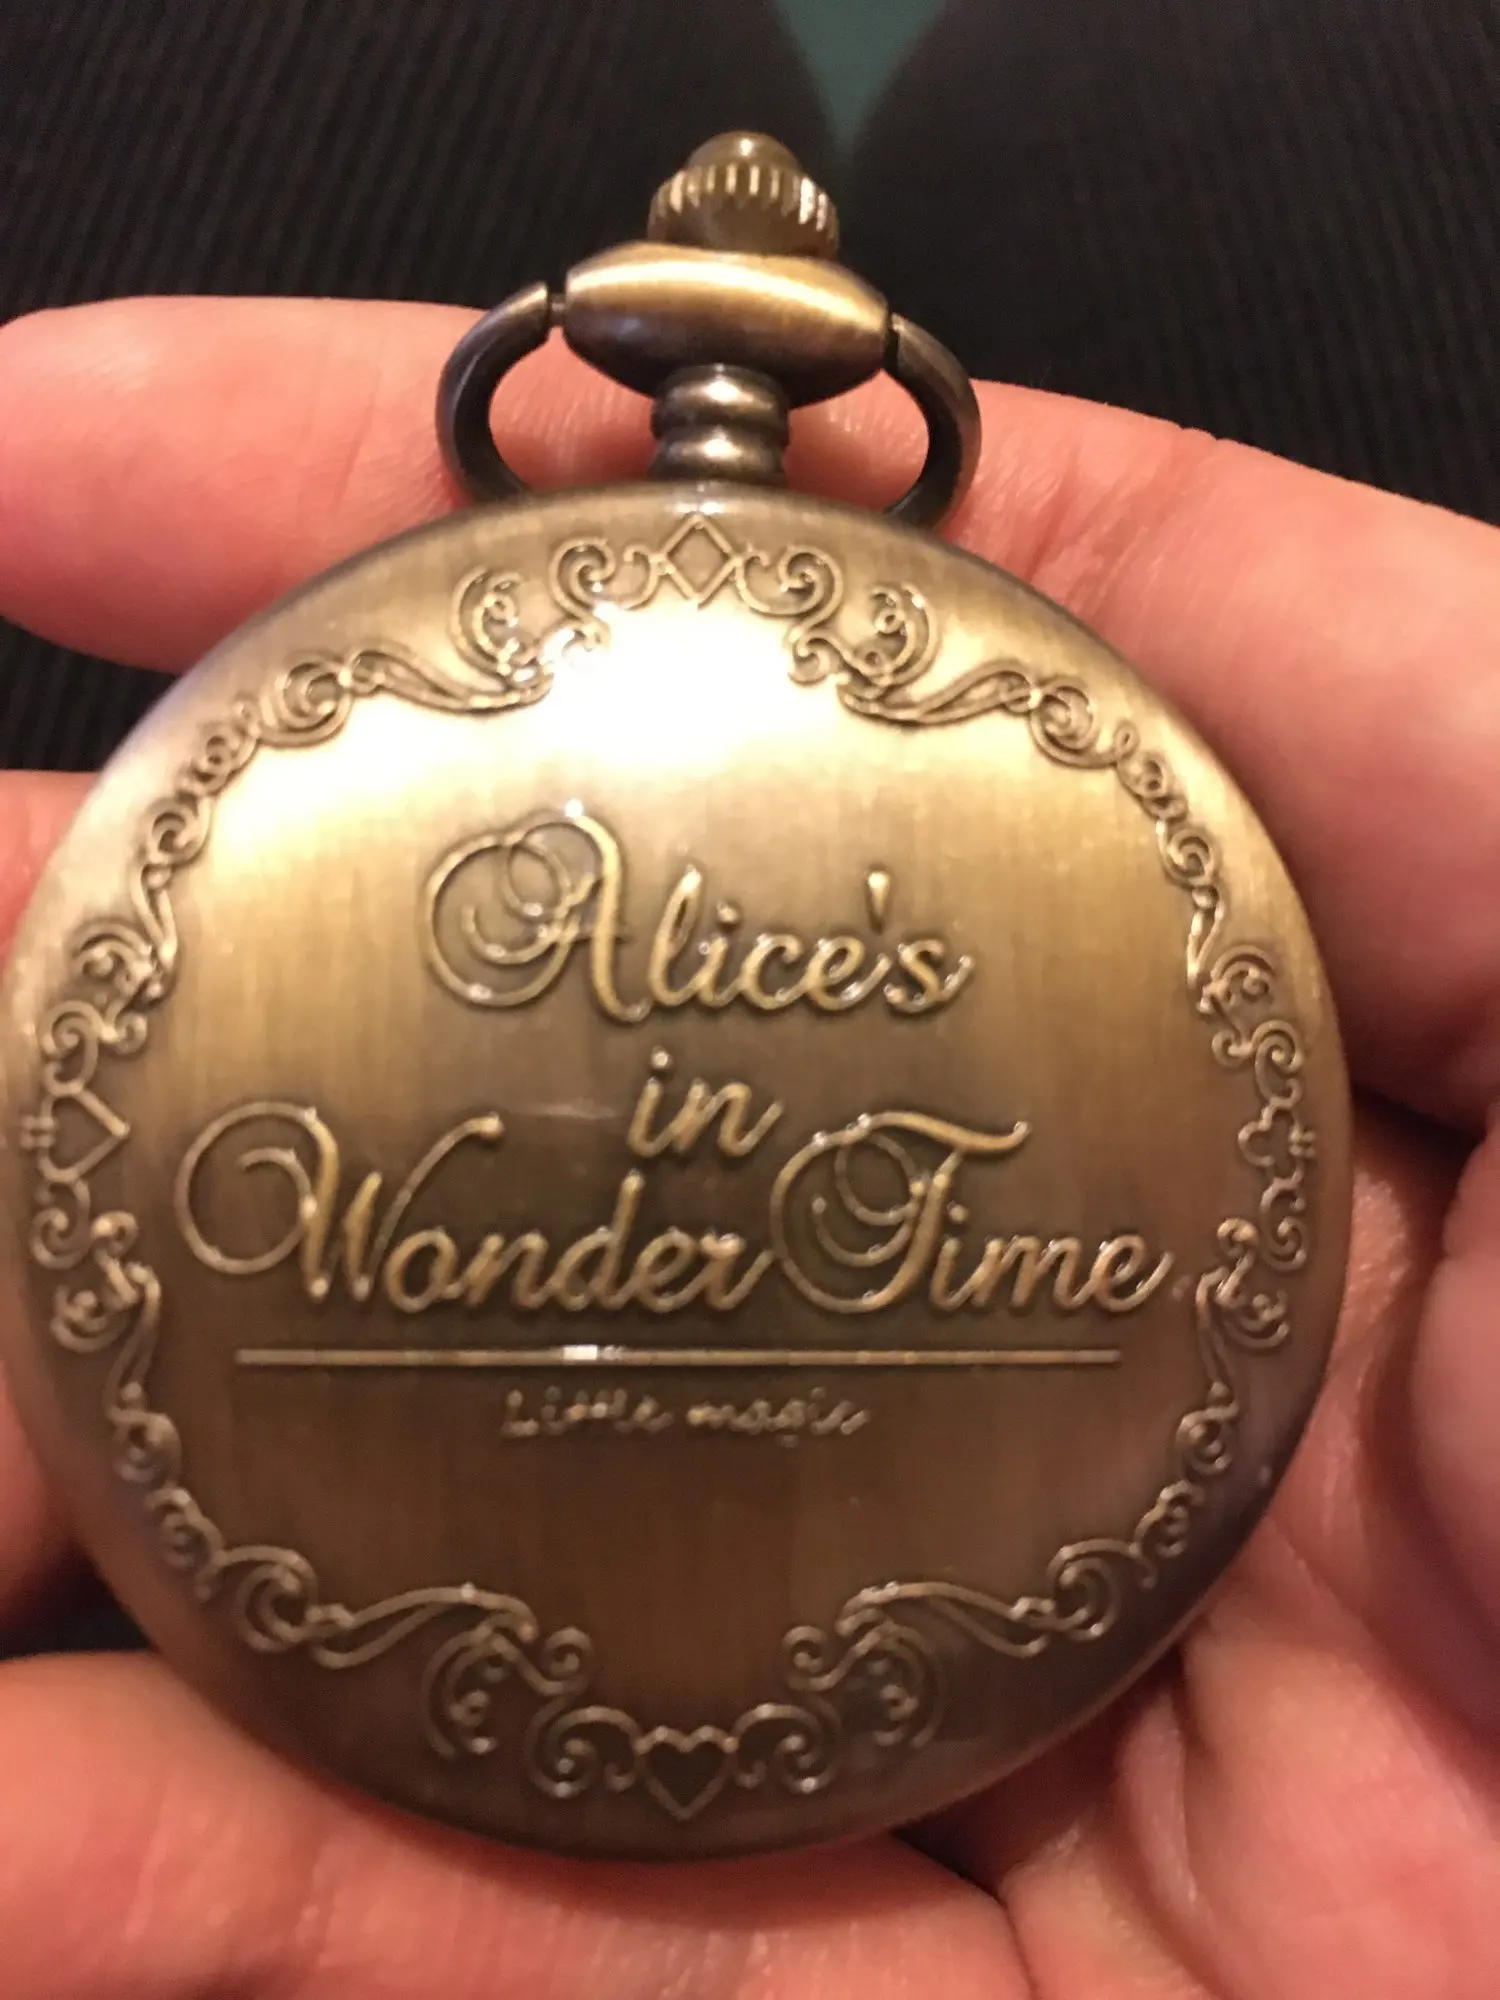 Alice's
in
Wonder Time
Little magic